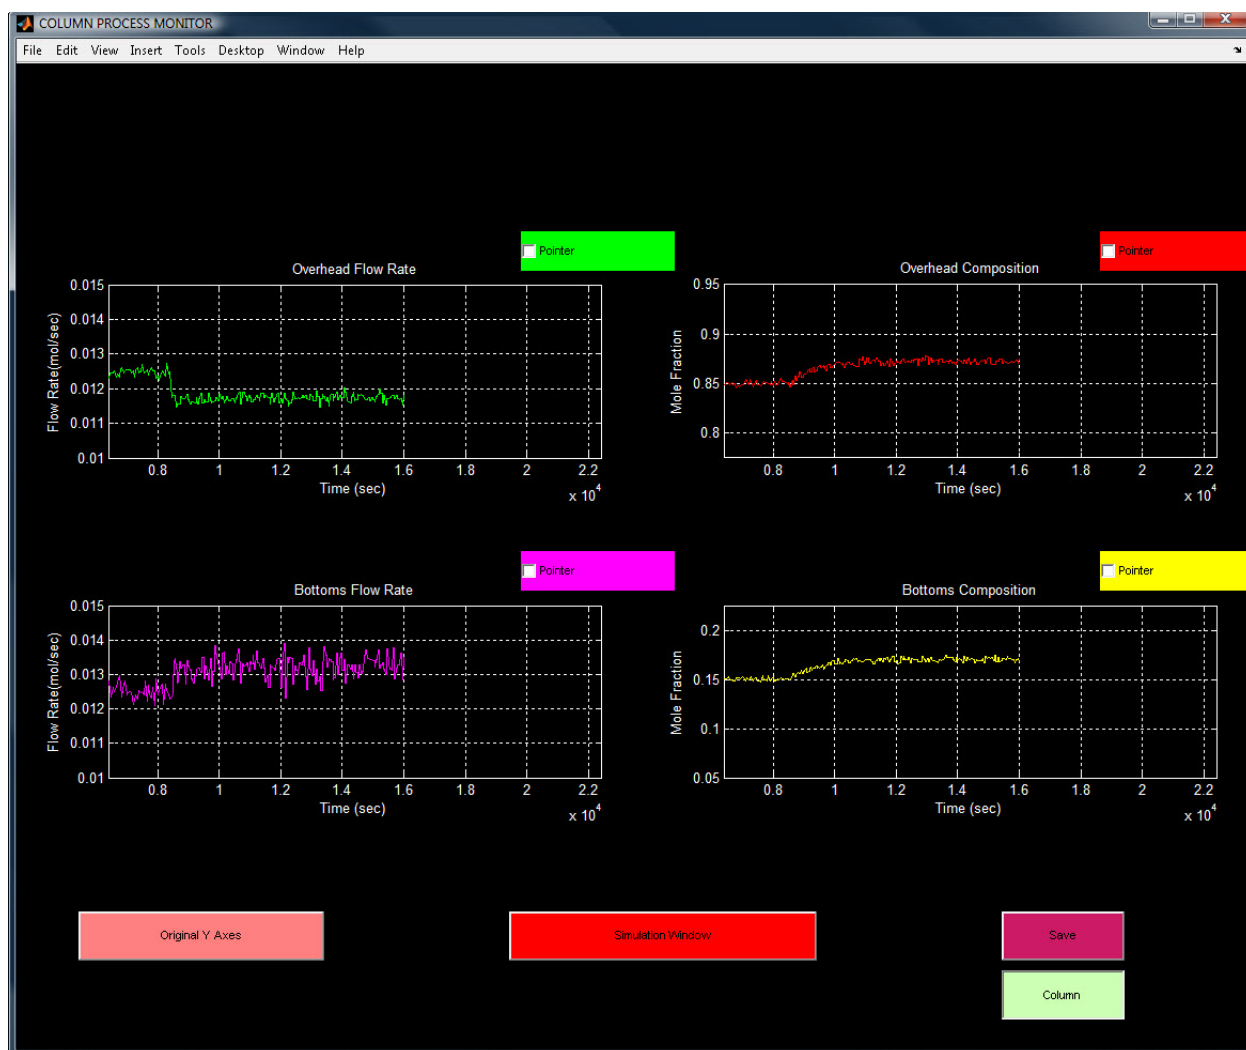 COLUMN PROCESS MONITOR
File Edit View Insert Tools Desktop Window Help
Pointer
Overhead Flow Rate
0.015
0.014
0.013
0.012
0.011
0.01
Flow Rate(mol/sec)
0.8 1 1.2 1.4 1.6 1.8 2 2.2
Time (sec)
x 10^4
Pointer
Overhead Composition
0.95
0.9
0.85
0.8
Mole Fraction
0.8 1 1.2 1.4 1.6 1.8 2 2.2
Time (sec)
x 10^4
Pointer
Bottoms Flow Rate
0.015
0.014
0.013
0.012
0.011
0.01
Flow Rate(mol/sec)
0.8 1 1.2 1.4 1.6 1.8 2 2.2
Time (sec)
x 10^4
Pointer
Bottoms Composition
0.2
0.15
0.1
0.05
Mole Fraction
0.8 1 1.2 1.4 1.6 1.8 2 2.2
Time (sec)
x 10^4
Original Y Axes
Simulation Window
Save
Column